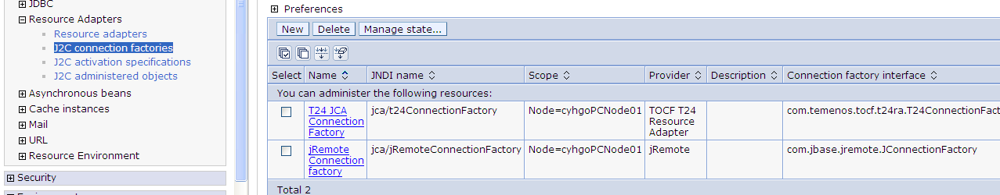 JDBC
Resource Adapters
Resource adapters
J2C connection factories
J2C activation specifications
J2C administered objects
Asynchronous beans
Cache instances
Mail
URL
Resource Environment
Security
Preferences
New Delete Manage state...
Select Name JNDI name Scope Provider Description Connection factory interface
You can administer the following resources:
T24 JCA jca/t24ConnectionFactory Node=cyhgoPCNode01 TOCF T24 com.temenos.tocf.t24ra.T24ConnectionFact
Connection Resource
Factory Adapter
jRemote jca/jRemoteConnectionFactory Node=cyhgoPCNode01 jRemote com.jbase.jremote.JConnectionFactory
Connection
factory
Total 2